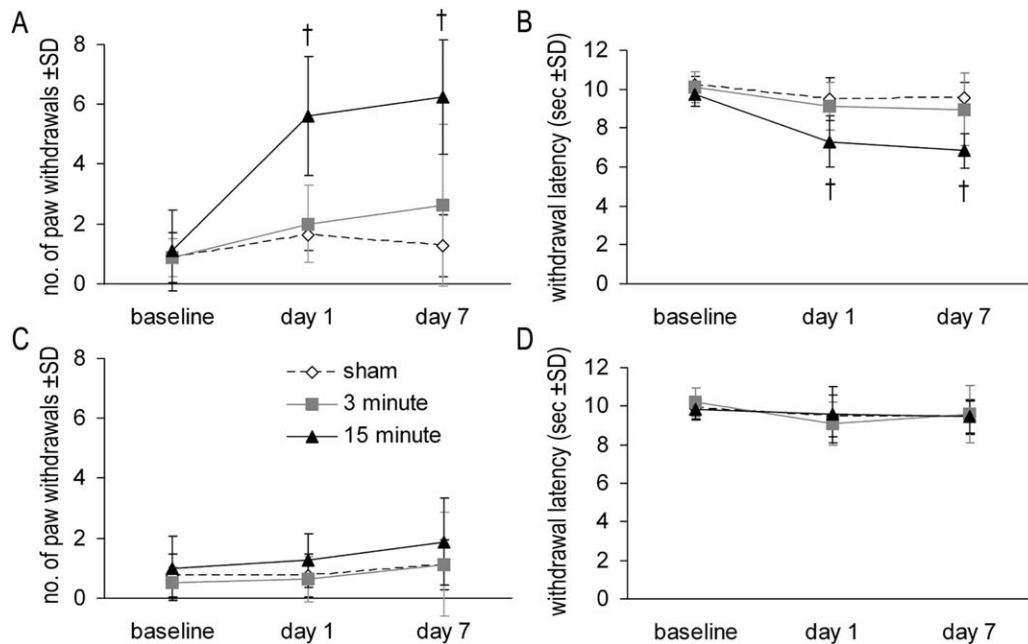 A
no. of paw withdrawals ±SD
8
6
4
2
0
† †
baseline day 1 day 7
B
withdrawal latency (sec ±SD)
12
10
8
6
4
2
0
† †
baseline day 1 day 7
C
no. of paw withdrawals ±SD
8
6
4
2
0
sham
3 minute
15 minute
baseline day 1 day 7
D
withdrawal latency (sec ±SD)
12
10
8
6
4
2
0
baseline day 1 day 7